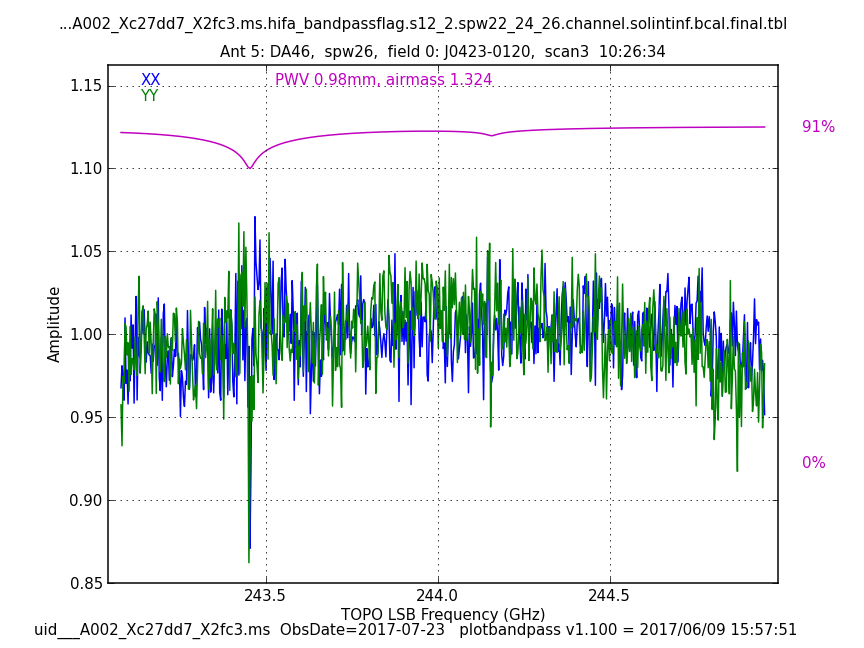 ...A002_Xc27dd7_X2fc3.ms.hifa_bandpassflag.s12_2.spw22_24_26.channel.solintinf.bcal.final.tbl
Ant 5: DA46,  spw26,  field 0: J0423-0120,  scan3  10:26:34
1.15
XX
PWV 0.98mm, airmass 1.324
YY
91%
1.10
1.05
Amplitude
1.00
0.95
0%
0.90
0.85
243.5
244.0
244.5
TOPO LSB Frequency (GHz)
uid___A002_Xc27dd7_X2fc3.ms  ObsDate=2017-07-23   plotbandpass v1.100 = 2017/06/09 15:57:51